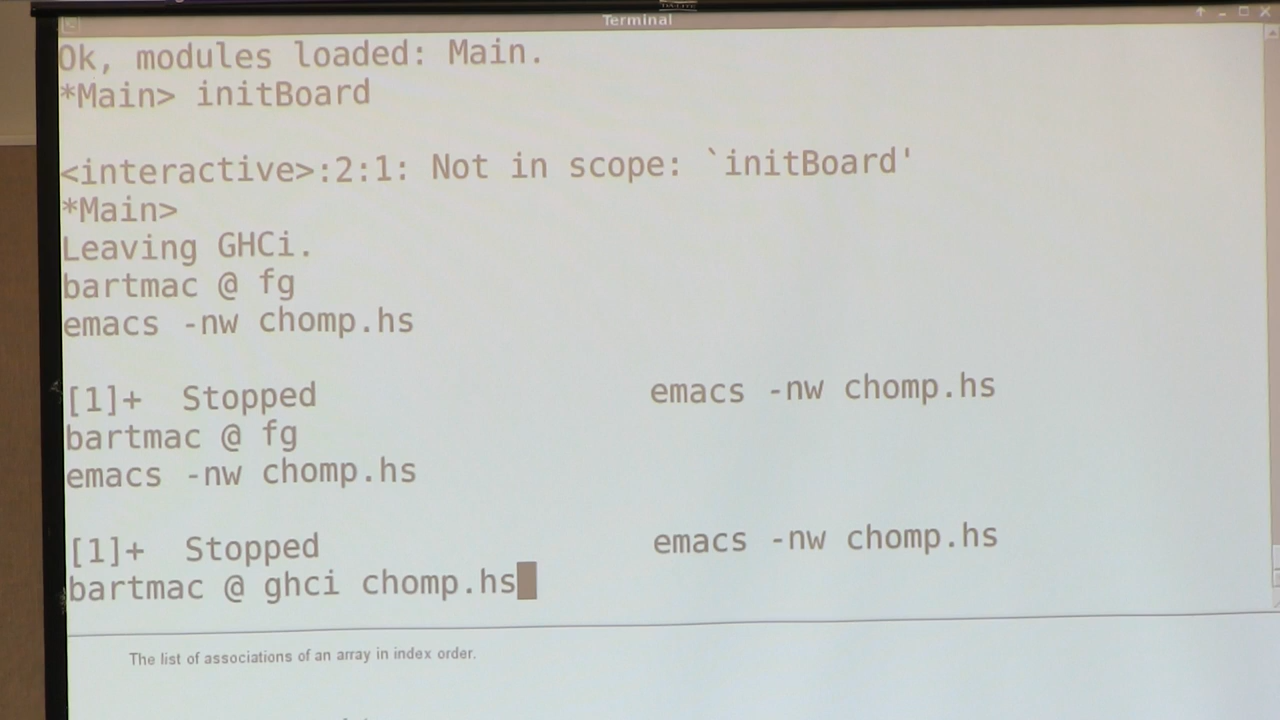 Terminal
Ok, modules loaded: Main.
*Main> initBoard
<interactive>:2:1: Not in scope: `initBoard'
*Main>
Leaving GHCi.
bartmac @ fg
emacs -nw chomp.hs
[1]+  Stopped                 emacs -nw chomp.hs
bartmac @ fg
emacs -nw chomp.hs
[1]+  Stopped                 emacs -nw chomp.hs
bartmac @ ghci chomp.hs
The list of associations of an array in index order.